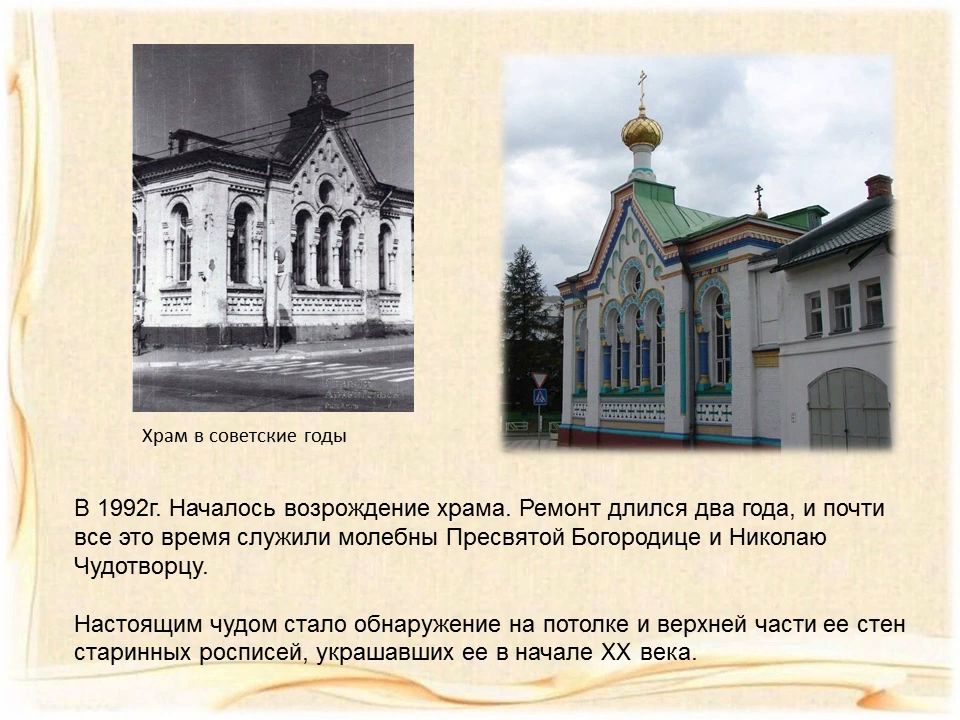 Храм в советские годы
В 1992г. Началось возрождение храма. Ремонт длился два года, и почти
все это время служили молебны Пресвятой Богородице и Николаю
Чудотворцу.
Настоящим чудом стало обнаружение на потолке и верхней части ее стен
старинных росписей, украшавших ее в начале XX века.